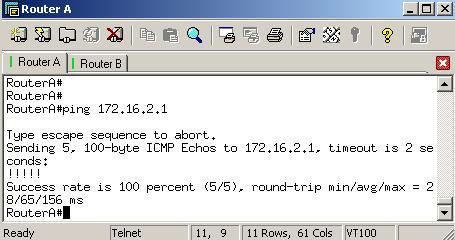 Router A
Router A
Router B
RouterA#
RouterA#
RouterA#ping 172.16.2.1
Type escape sequence to abort.
Sending 5, 100-byte ICMP Echos to 172.16.2.1, timeout is 2 se
conds:
!!!!!
Success rate is 100 percent (5/5), round-trip min/avg/max = 2
8/65/156 ms
RouterA#
Ready Telnet 11, 9 11 Rows, 61 Cols VT100